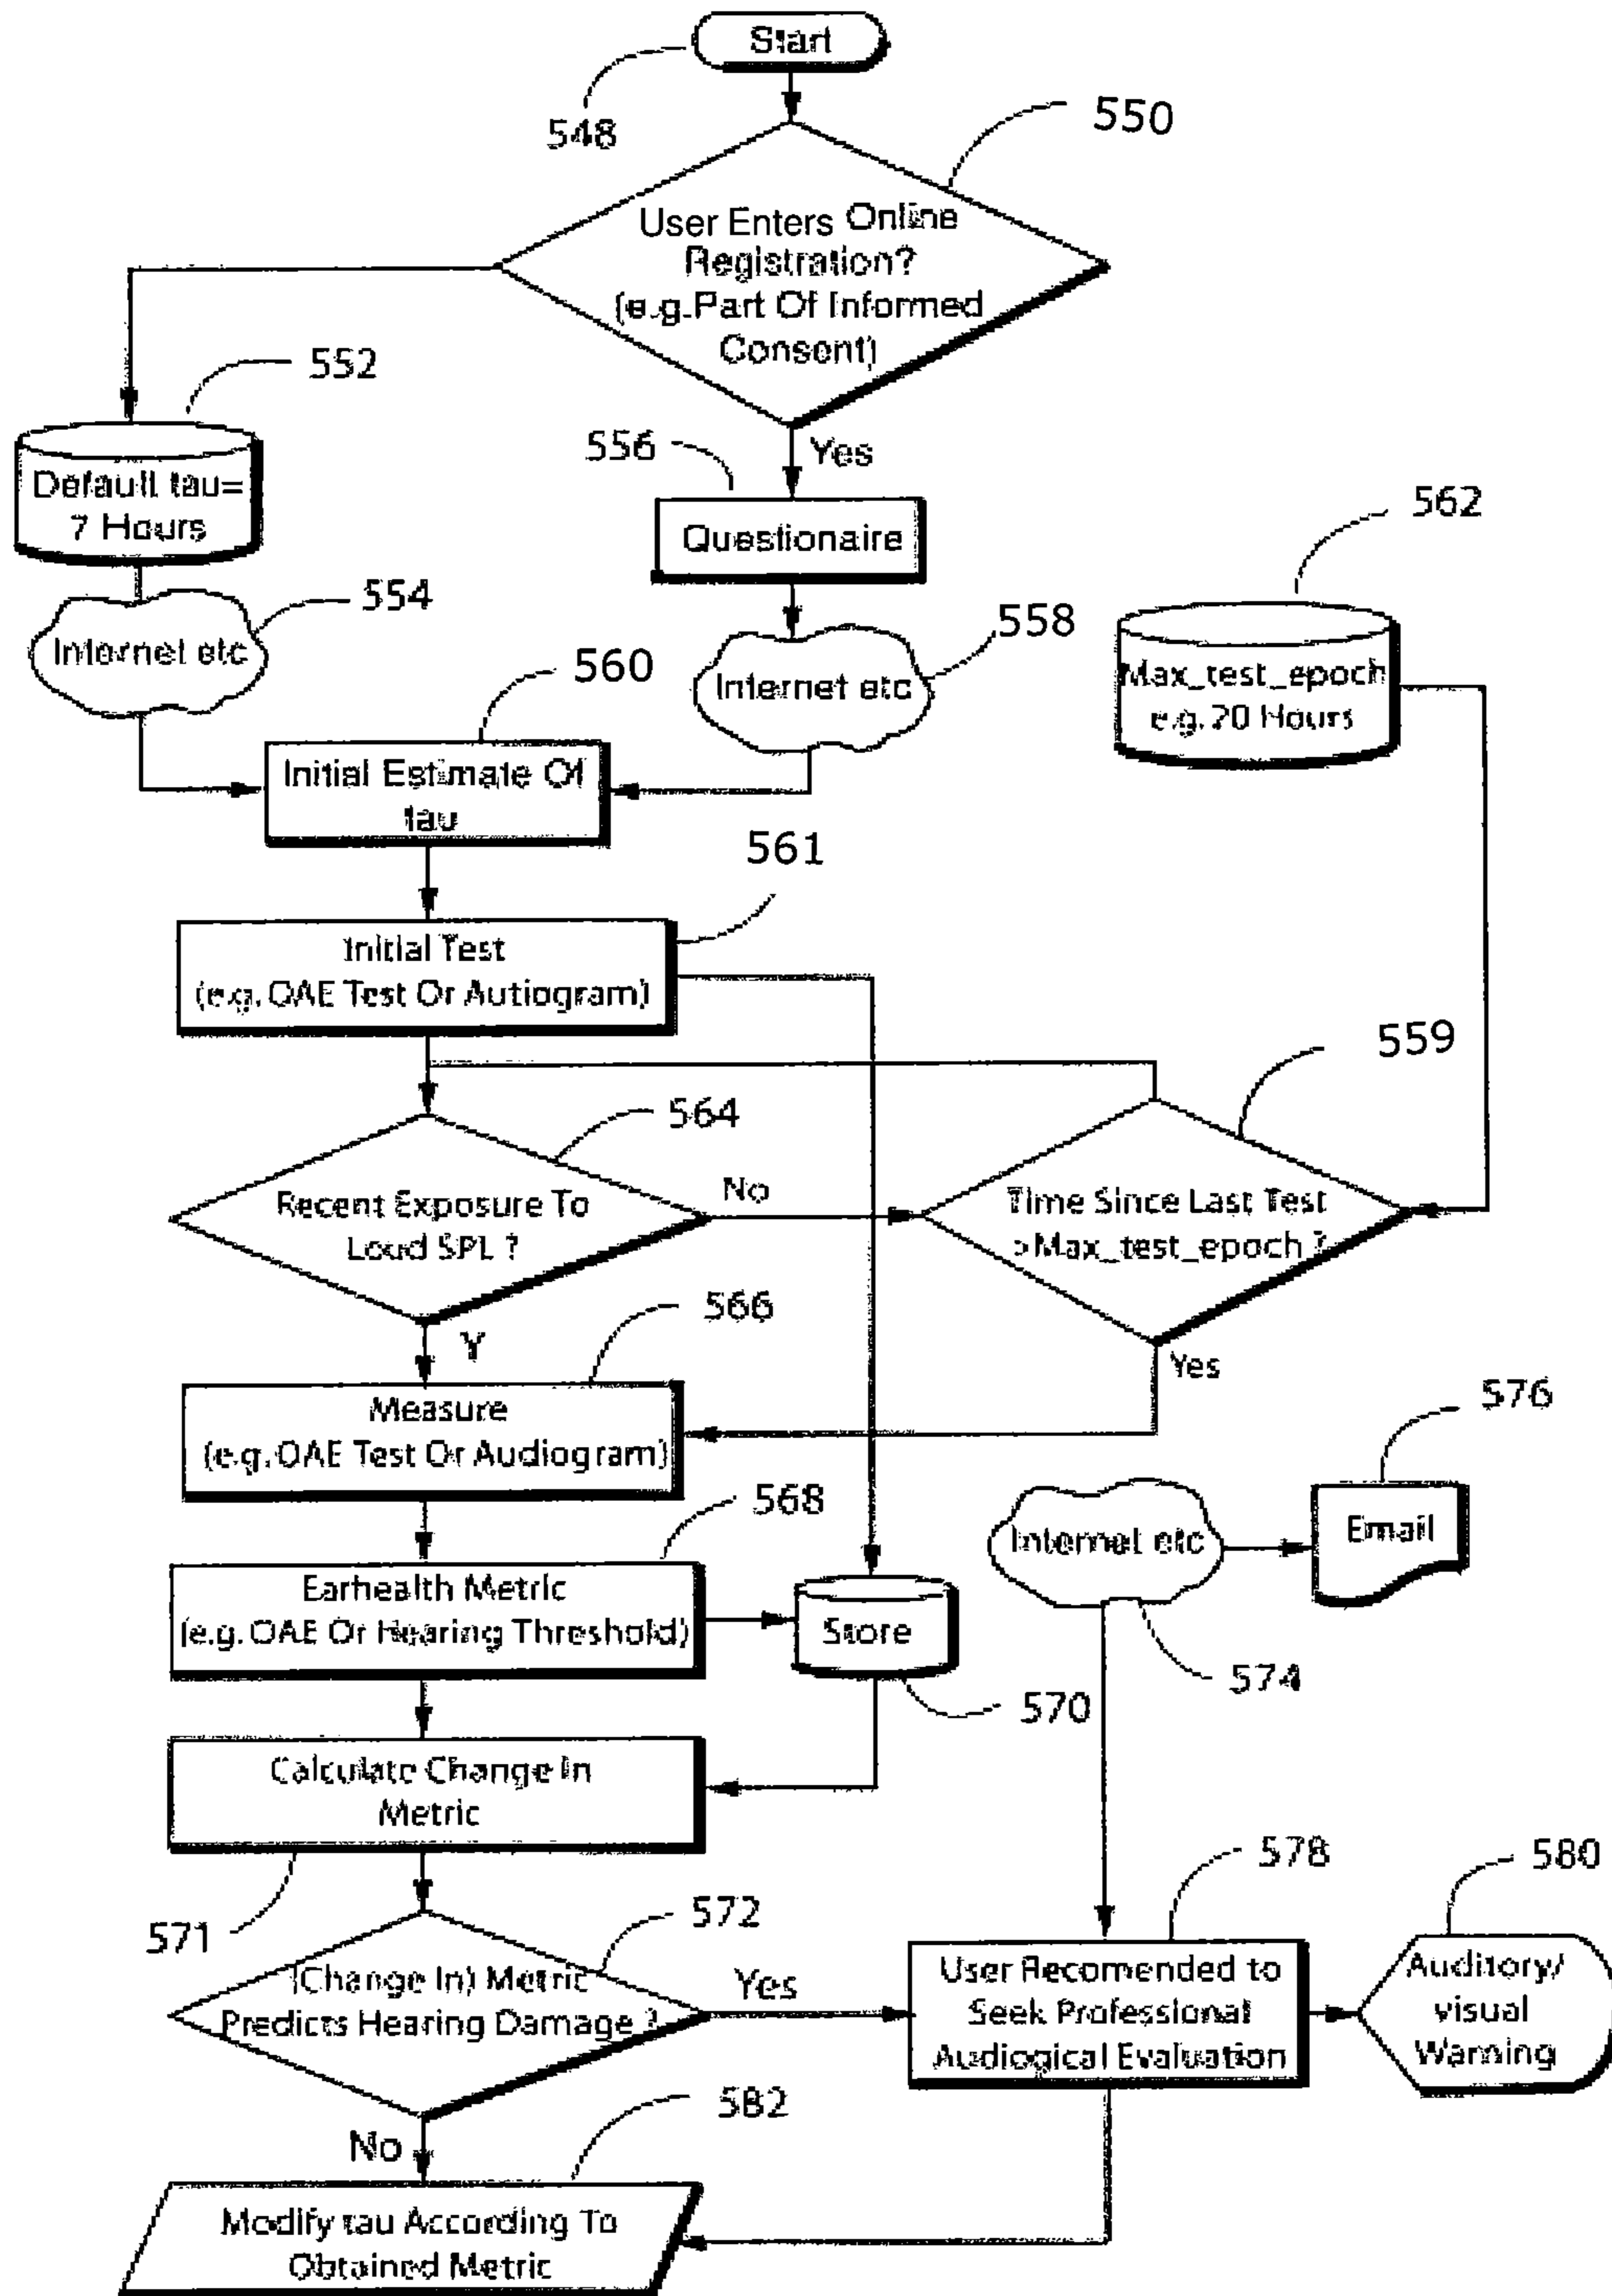 Start
548
550
User Enters Online
Registration?
(e.g.Part Of Informed
Consent)
552
Default tau=
7 Hours
556
Yes
Questionaire
562
Max_test_epoch
e.g. 20 Hours
554
Internet etc
558
Internet etc
560
Initial Estimate Of
tau
561
Initial Test
(e.g. OAE Test Or Autiogram)
559
564
Recent Exposure To
Loud SPL ?
No
Time Since Last Test
>Max_test_epoch ?
566
Y
Yes
Measure
(e.g. OAE Test Or Audiogram)
576
568
Internet etc
Email
Earhealth Metric
(e.g. OAE Or Hearing Threshold)
Store
574
570
Calculate Change In
Metric
571
572
578
580
(Change In) Metric
Predicts Hearing Damage ?
Yes
User Recomended to
Seek Professional
Audiogical Evaluation
Auditory/
visual
Warning
582
No
Modify tau According To
Obtained Metric